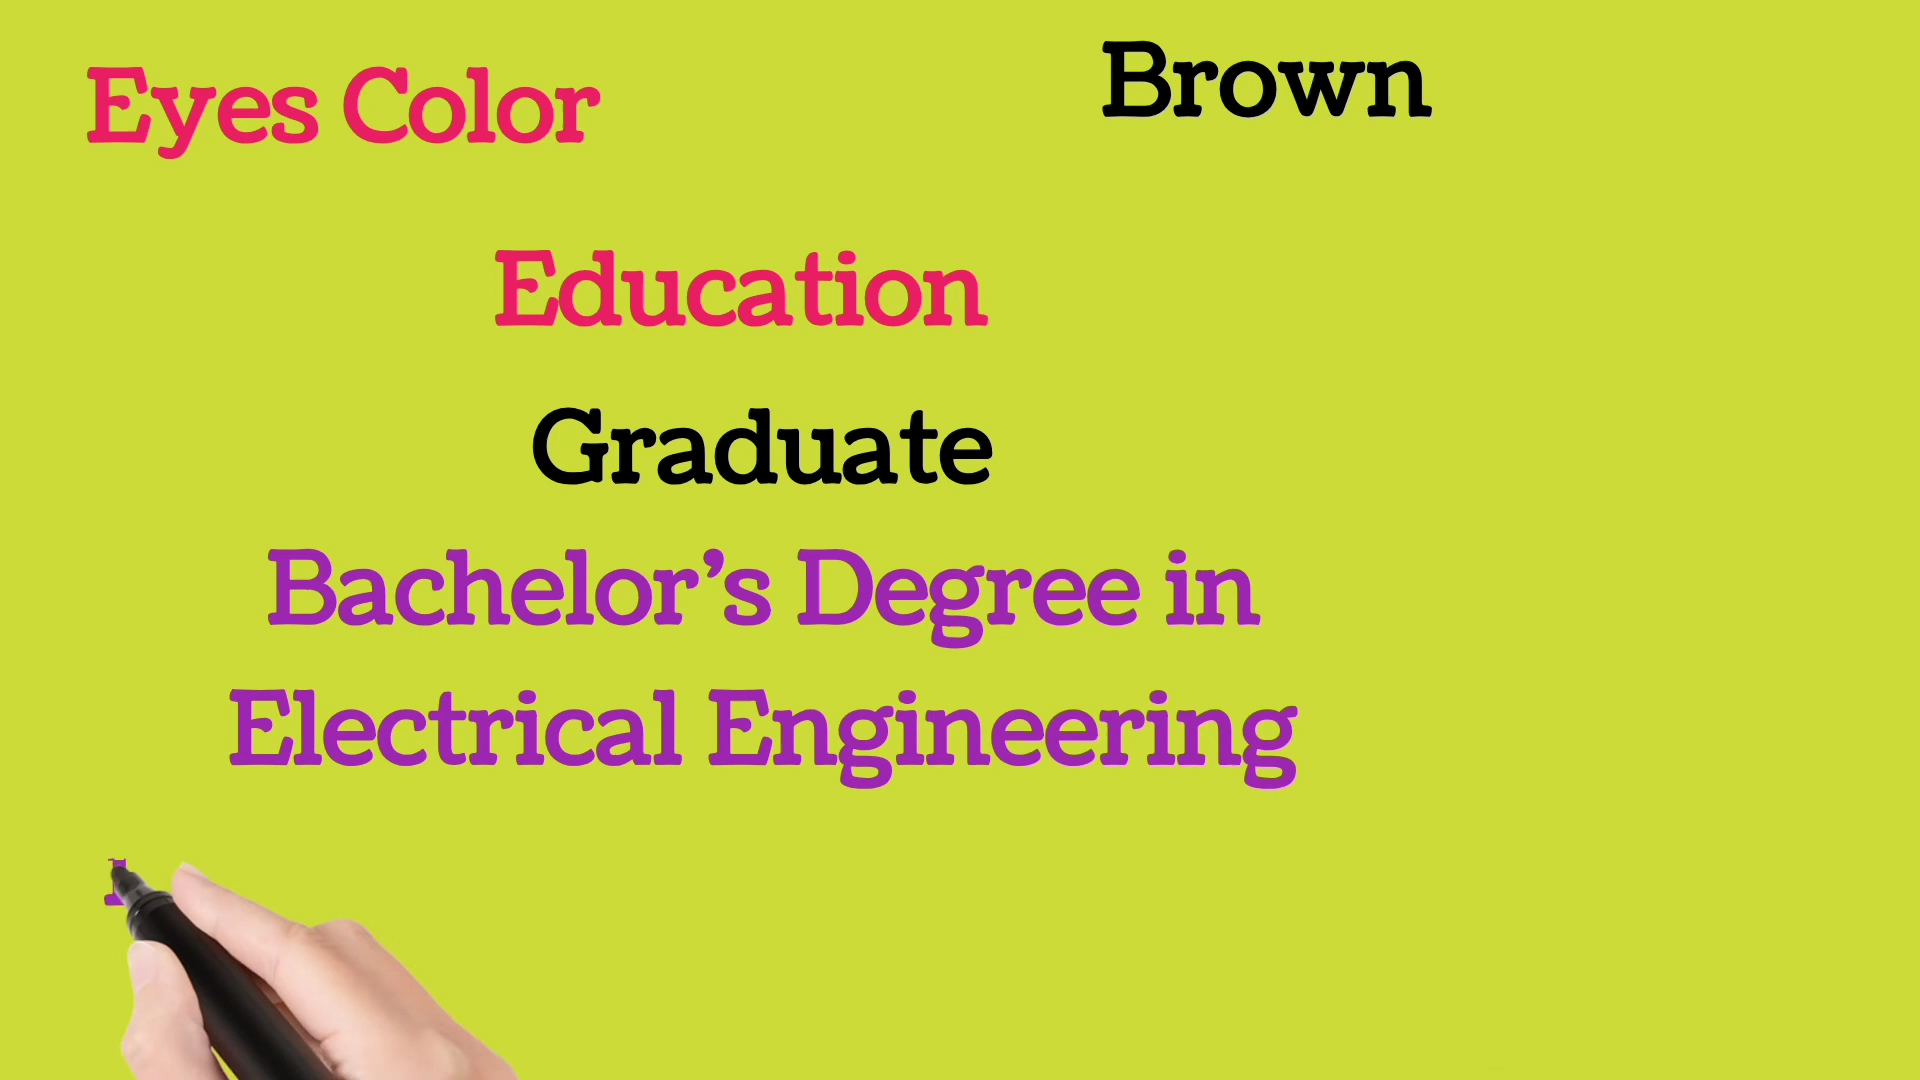 Eyes Color
Brown
Education
Graduate
Bachelor’s Degree in
Electrical Engineering